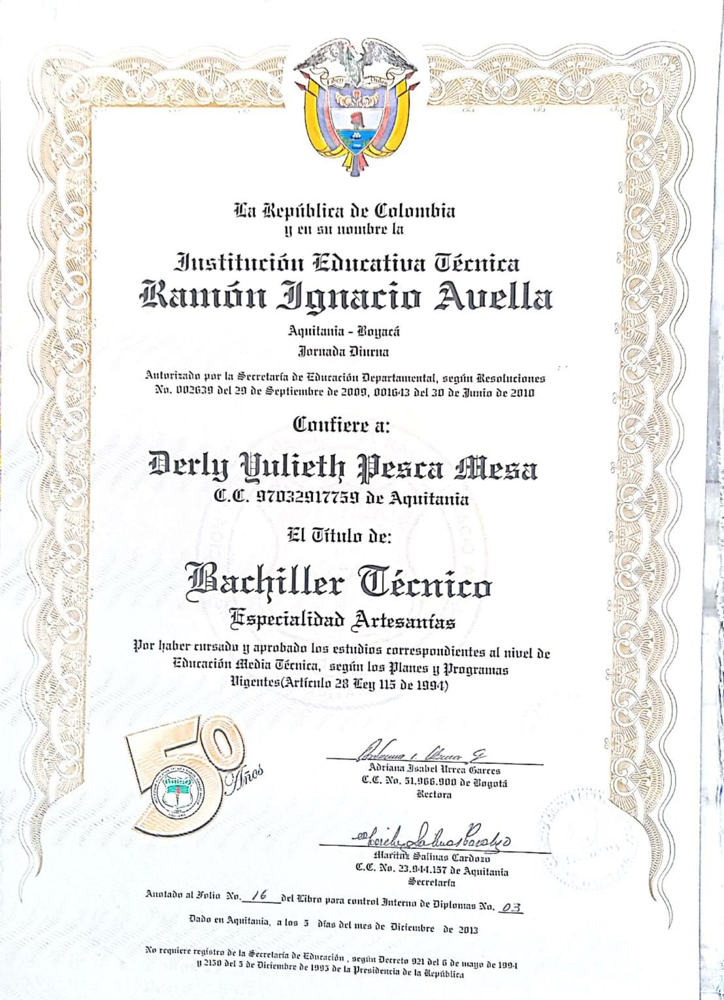 Liberta y Orden
La República de Colombia
y en su nombre la
Institución Educativa Técnica
Ramón Ignacio Avella
Aquitania - Boyacá
Jornada Diurna
Autorizado por la Secretaría de Educación Departamental, según Resoluciones
No. 002639 del 29 de Septiembre de 2009, 001643 del 30 de Junio de 2010
Confiere a:
Derly Yulieth Pesca Mesa
C.C. 97032917759 de Aquitania
El Título de:
Bachiller Técnico
Especialidad Artesanías
Por haber cursado y aprobado los estudios correspondientes al nivel de
Educación Media Técnica, según los Planes y Programas
Vigentes(Artículo 28 Ley 115 de 1994)
50 Años
Adriana Isabel Urrea Garces
C.C. No. 51.966.900 de Bogotá
Rectora
Marituz Salinas Cardozo
C.C. No. 23.944.157 de Aquitania
Secretaría
Anotado al Folio No. 16 del Libro para control Interno de Diplomas No. 03
Dado en Aquitania, a los 5 días del mes de Diciembre de 2013
No requiere registro de la Secretaría de Educación , según Decreto 921 del 6 de mayo de 1994
y 2150 del 5 de Diciembre de 1995 de la Presidencia de la República